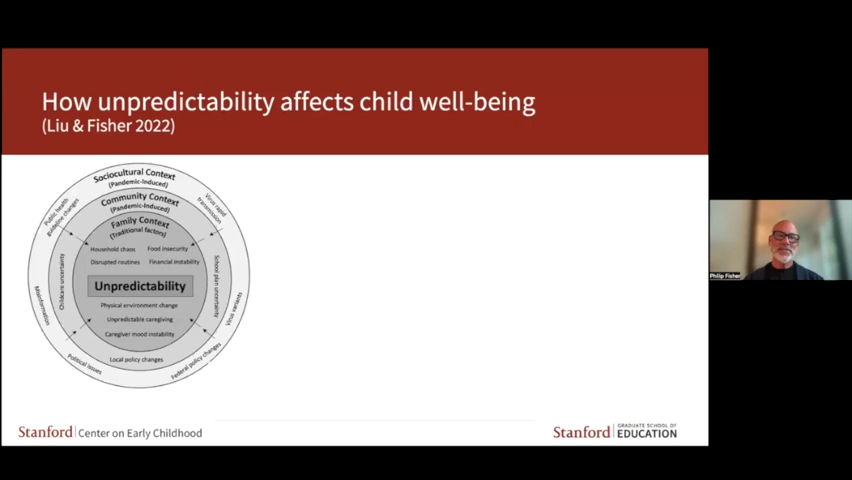 How unpredictability affects child well-being
(Liu & Fisher 2022)
Sociocultural Context
(Pandemic-Induced)
Public health
guideline changes
Virus rapid
transmission
Community Context
(Pandemic-Induced)
Family Context
(Traditional factors)
Household chaos
Food insecurity
Disrupted routines
Financial instability
Unpredictability
Physical environment change
Unpredictable caregiving
Caregiver mood instability
Childcare uncertainty
School plan uncertainty
Misinformation
Virus variants
Local policy changes
Political issues
Federal policy changes
Philip Fisher
Stanford | Center on Early Childhood
Stanford | GRADUATE SCHOOL OF
EDUCATION